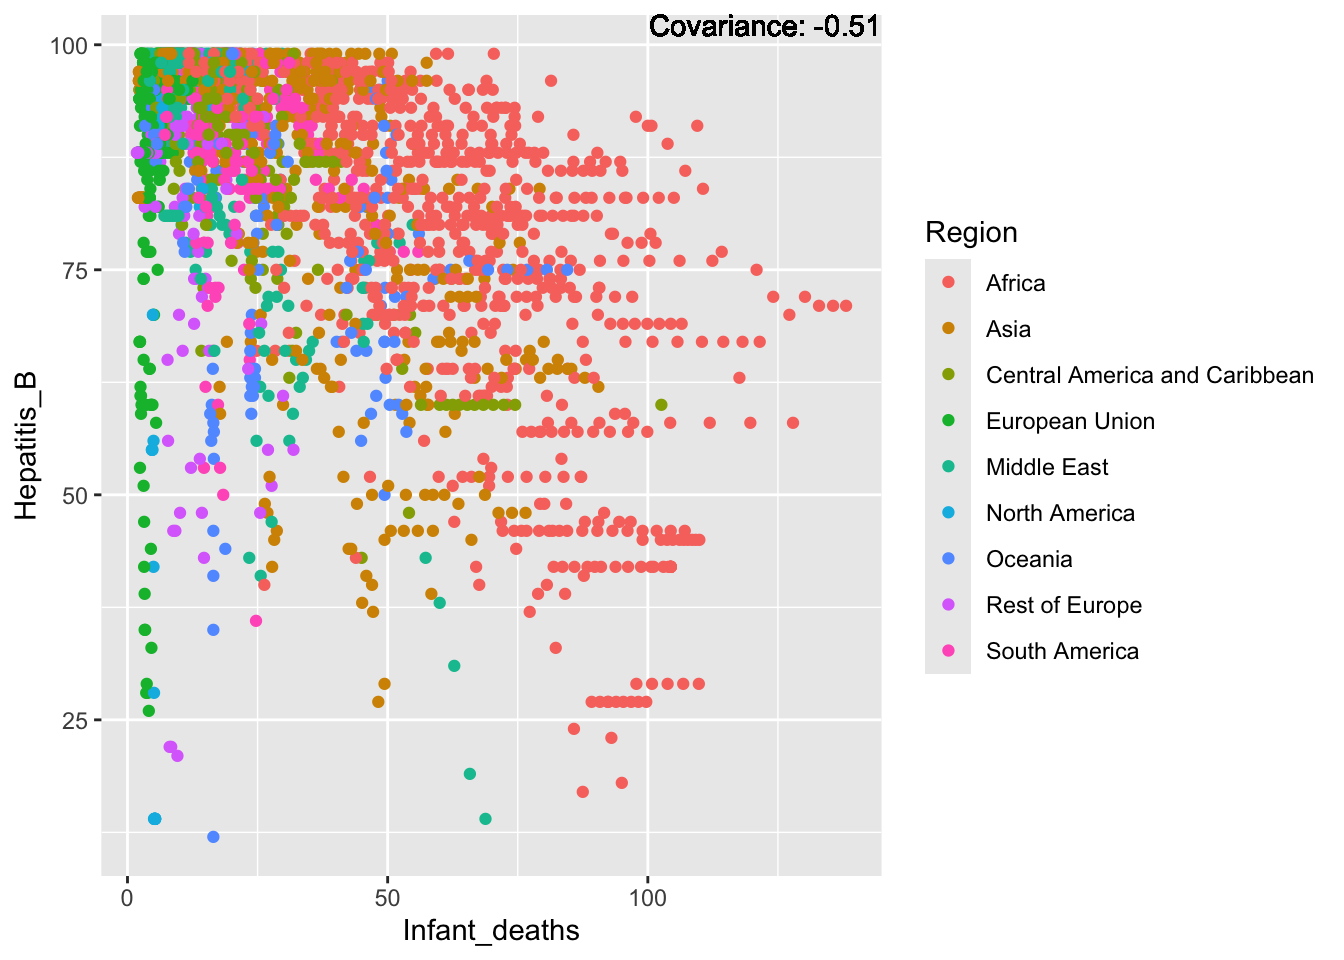 Covariance: -0.51
100
75
50
25
Hepatitis_B
0
50
100
Infant_deaths
Region
Africa
Asia
Central America and Caribbean
European Union
Middle East
North America
Oceania
Rest of Europe
South America